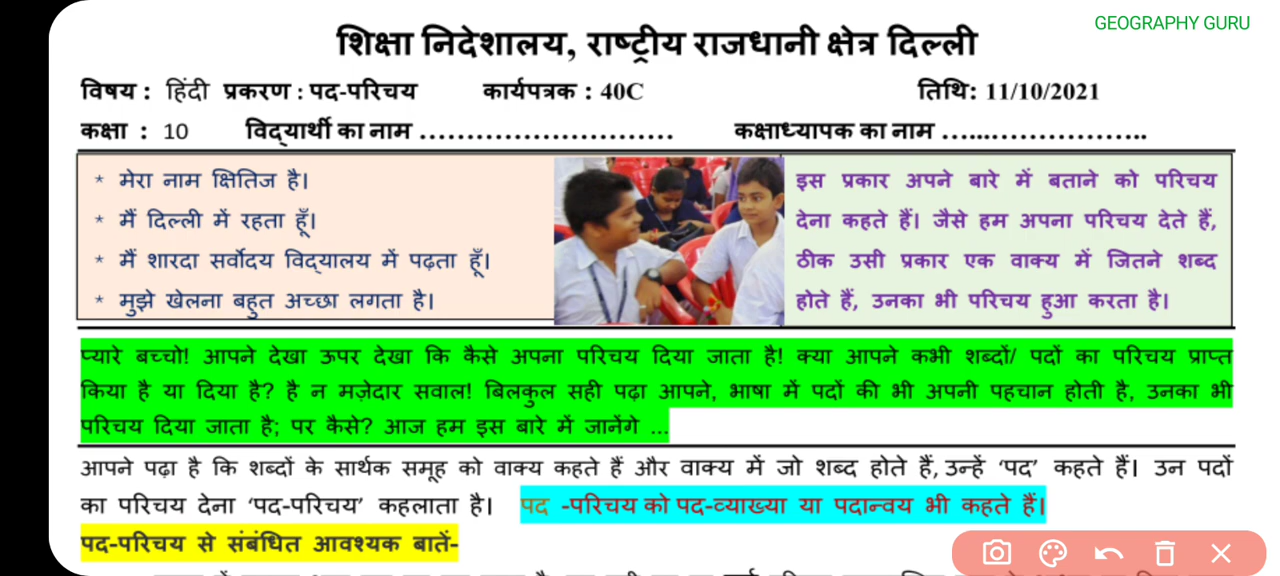 GEOGRAPHY GURU
शिक्षा निदेशालय, राष्ट्रीय राजधानी क्षेत्र दिल्ली
विषय : हिंदी प्रकरण : पद-परिचय कार्यपत्रक : 40C तिथि: 11/10/2021
कक्षा : 10 विद्यार्थी का नाम ........................... कक्षाध्यापक का नाम ......................
* मेरा नाम क्षितिज है।
* मैं दिल्ली में रहता हूँ।
* मैं शारदा सर्वोदय विद्यालय में पढ़ता हूँ।
* मुझे खेलना बहुत अच्छा लगता है।
इस प्रकार अपने बारे में बताने को परिचय
देना कहते हैं। जैसे हम अपना परिचय देते हैं,
ठीक उसी प्रकार एक वाक्य में जितने शब्द
होते हैं, उनका भी परिचय हुआ करता है।
प्यारे बच्चो! आपने देखा ऊपर देखा कि कैसे अपना परिचय दिया जाता है! क्या आपने कभी शब्दों/ पदों का परिचय प्राप्त
किया है या दिया है? है न मज़ेदार सवाल! बिलकुल सही पढ़ा आपने, भाषा में पदों की भी अपनी पहचान होती है, उनका भी
परिचय दिया जाता है; पर कैसे? आज हम इस बारे में जानेंगे ...
आपने पढ़ा है कि शब्दों के सार्थक समूह को वाक्य कहते हैं और वाक्य में जो शब्द होते हैं, उन्हें ‘पद’ कहते हैं। उन पदों
का परिचय देना ‘पद-परिचय’ कहलाता है। पद -परिचय को पद-व्याख्या या पदान्वय भी कहते हैं।
पद-परिचय से संबंधित आवश्यक बातें-